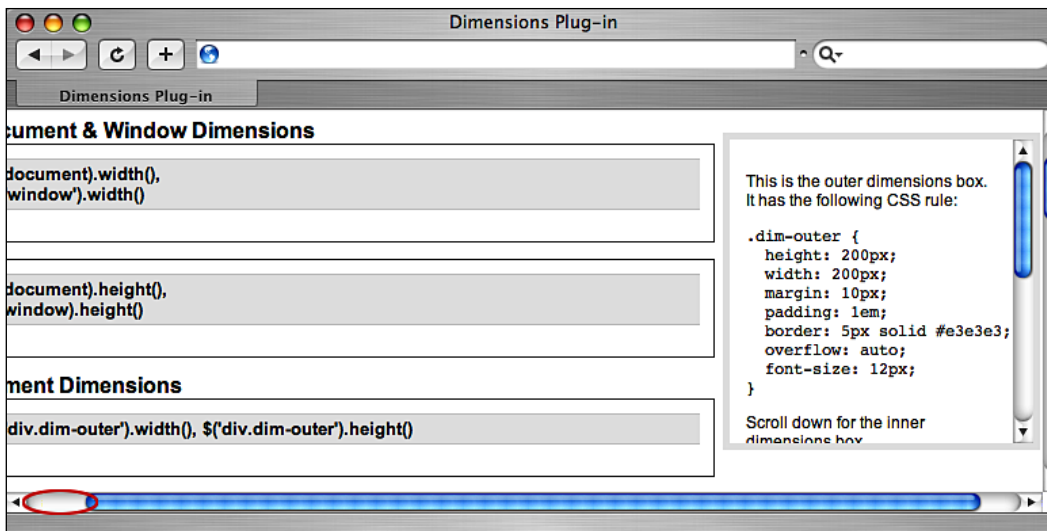 Dimensions Plug-in
Dimensions Plug-in
cument & Window Dimensions
document).width(),
window').width()
document).height(),
window).height()
ment Dimensions
div.dim-outer').width(), $('div.dim-outer').height()
This is the outer dimensions box.
It has the following CSS rule:
.dim-outer {
height: 200px;
width: 200px;
margin: 10px;
padding: 1em;
border: 5px solid #e3e3e3;
overflow: auto;
font-size: 12px;
}
Scroll down for the inner
dimensions box